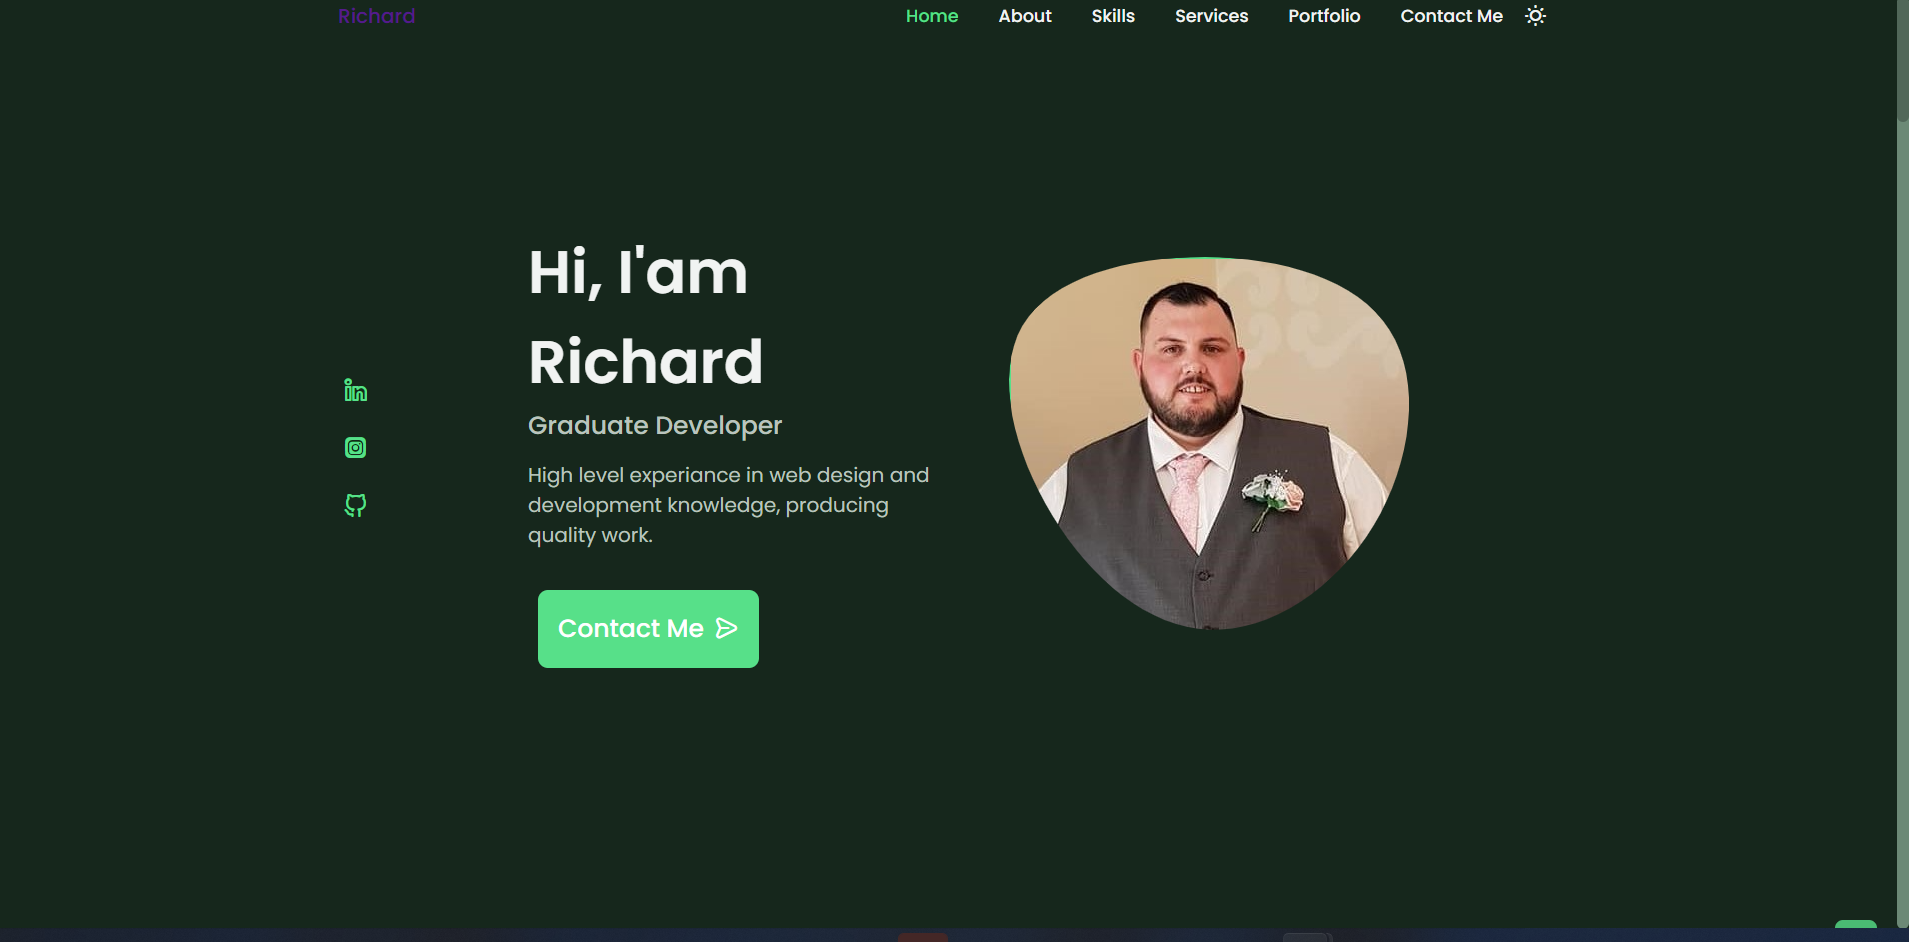 Richard
Home About Skills Services Portfolio Contact Me
Hi, I'am
Richard
Graduate Developer
High level experiance in web design and
development knowledge, producing
quality work.
Contact Me